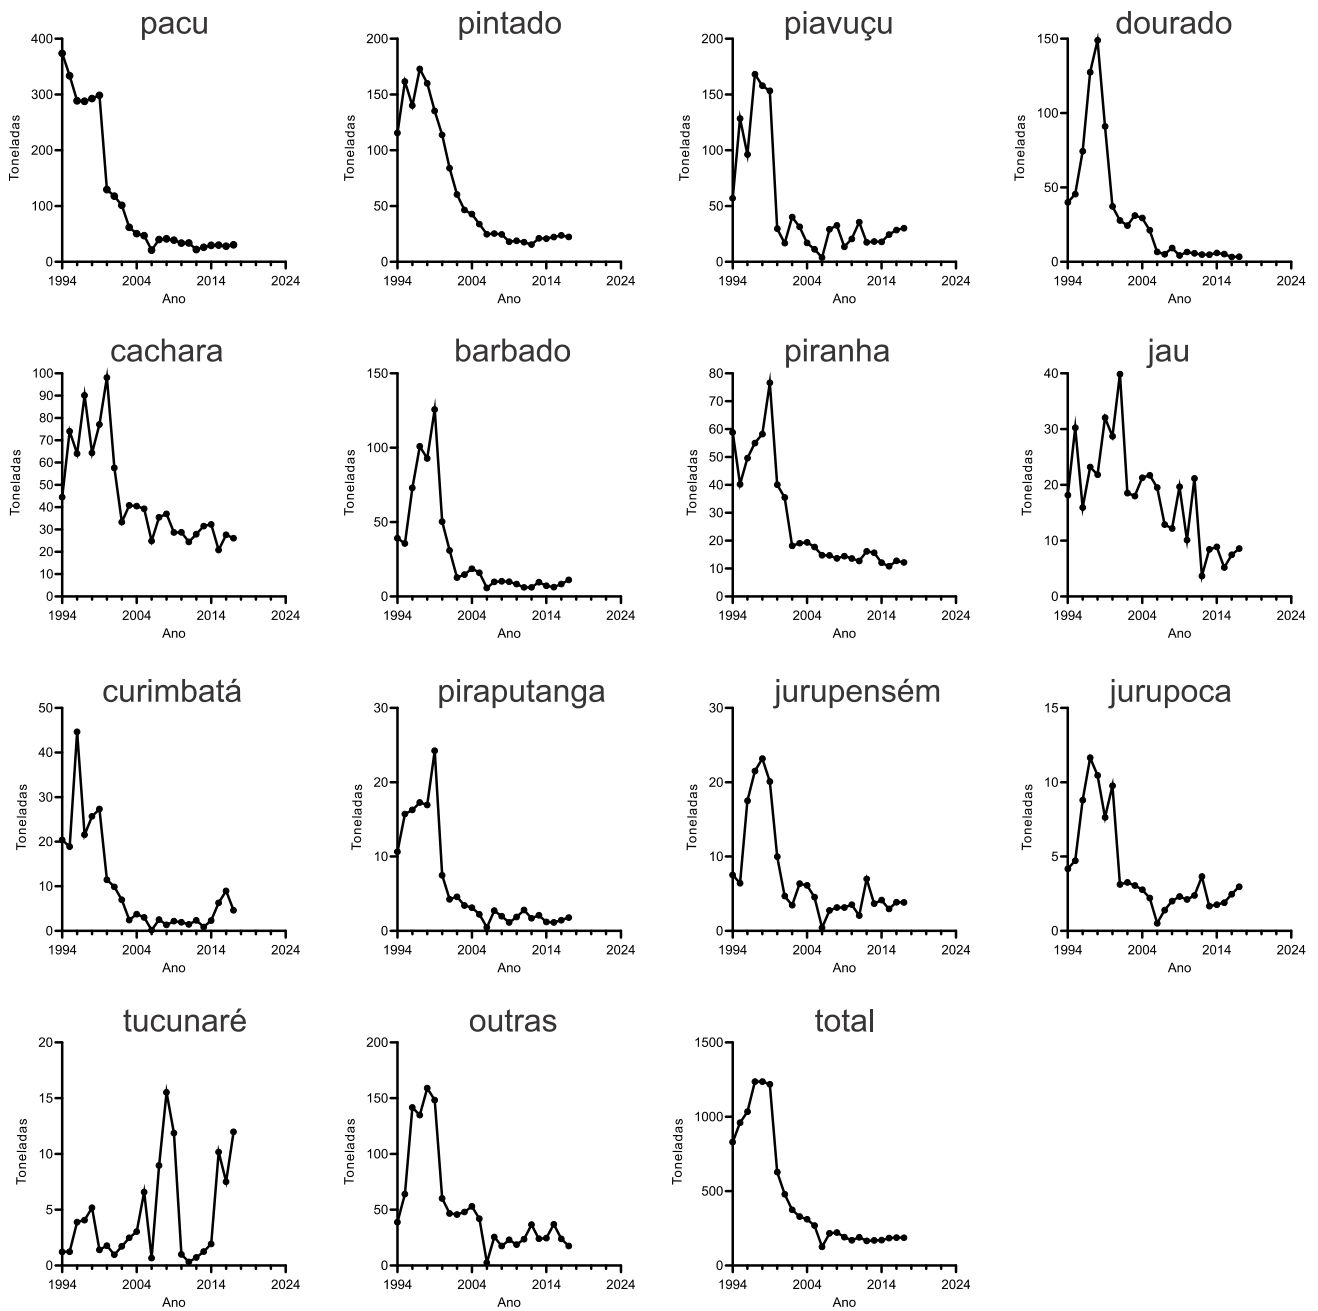 pacu
400
300
200
100
0
Toneladas
1994 2004 2014 2024
Ano
pintado
200
150
100
50
0
Toneladas
1994 2004 2014 2024
Ano
piavuçu
200
150
100
50
0
Toneladas
1994 2004 2014 2024
Ano
dourado
150
100
50
0
Toneladas
1994 2004 2014 2024
Ano
cachara
100
90
80
70
60
50
40
30
20
10
0
Toneladas
1994 2004 2014 2024
Ano
barbado
150
100
50
0
Toneladas
1994 2004 2014 2024
Ano
piranha
80
70
60
50
40
30
20
10
0
Toneladas
1994 2004 2014 2024
Ano
jau
40
30
20
10
0
Toneladas
1994 2004 2014 2024
Ano
curimbatá
50
40
30
20
10
0
Toneladas
1994 2004 2014 2024
Ano
piraputanga
30
20
10
0
Toneladas
1994 2004 2014 2024
Ano
jurupensém
30
20
10
0
Toneladas
1994 2004 2014 2024
Ano
jurupoca
15
10
5
0
Toneladas
1994 2004 2014 2024
Ano
tucunaré
20
15
10
5
0
Toneladas
1994 2004 2014 2024
Ano
outras
200
150
100
50
0
Toneladas
1994 2004 2014 2024
Ano
total
1500
1000
500
0
Toneladas
1994 2004 2014 2024
Ano